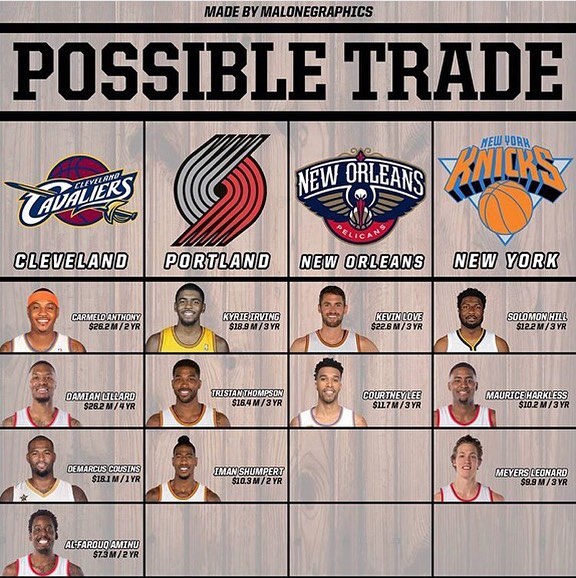 MADE BY MALONEGRAPHICS
POSSIBLE TRADE
CLEVELAND
CAVALIERS
NEW ORLEANS
PELICANS
NEW YORK
KNICKS
CLEVELAND
PORTLAND
NEW ORLEANS
NEW YORK
CARMELO ANTHONY
$26.2 M / 2 YR
KYRIE IRVING
$18.9 M / 3 YR
KEVIN LOVE
$22.6 M / 3 YR
SOLOMON HILL
$12.2 M / 3 YR
DAMIAN LILLARD
$26.2 M / 4 YR
TRISTAN THOMPSON
$16.4 M / 3 YR
COURTNEY LEE
$11.7 M / 3 YR
MAURICE HARKLESS
$10.2 M / 3 YR
DEMARCUS COUSINS
$18.1 M / 1 YR
IMAN SHUMPERT
$10.3 M / 2 YR
MEYERS LEONARD
$9.9 M / 3 YR
AL-FAROUQ AMINU
$7.3 M / 2 YR